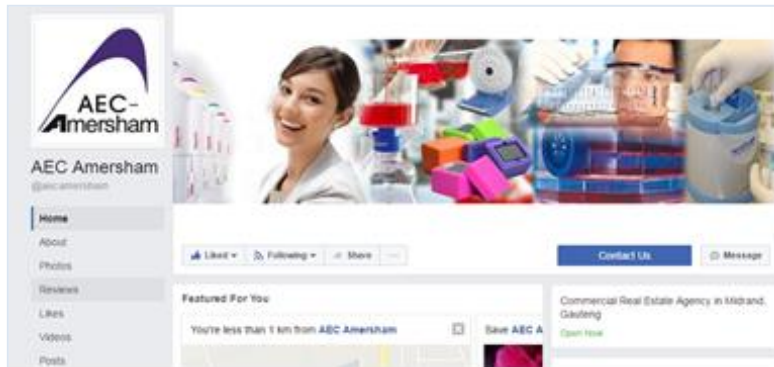 AEC-
Amersham
AEC Amersham
@aecamersham
Home
About
Photos
Reviews
Likes
Videos
Posts
Liked
Following
Share
Contact Us
Message
Featured For You
You're less than 1 km from AEC Amersham
Save AEC A
Commercial Real Estate Agency in Midrand,
Gauteng
Open Now